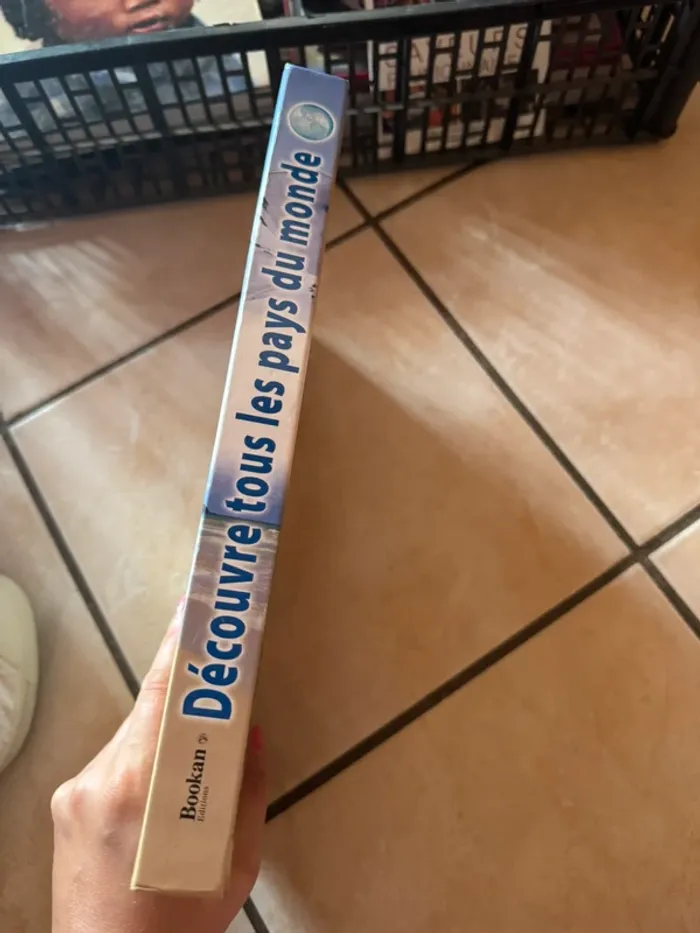 Découvre tous les pays du monde
Bookan
Editions